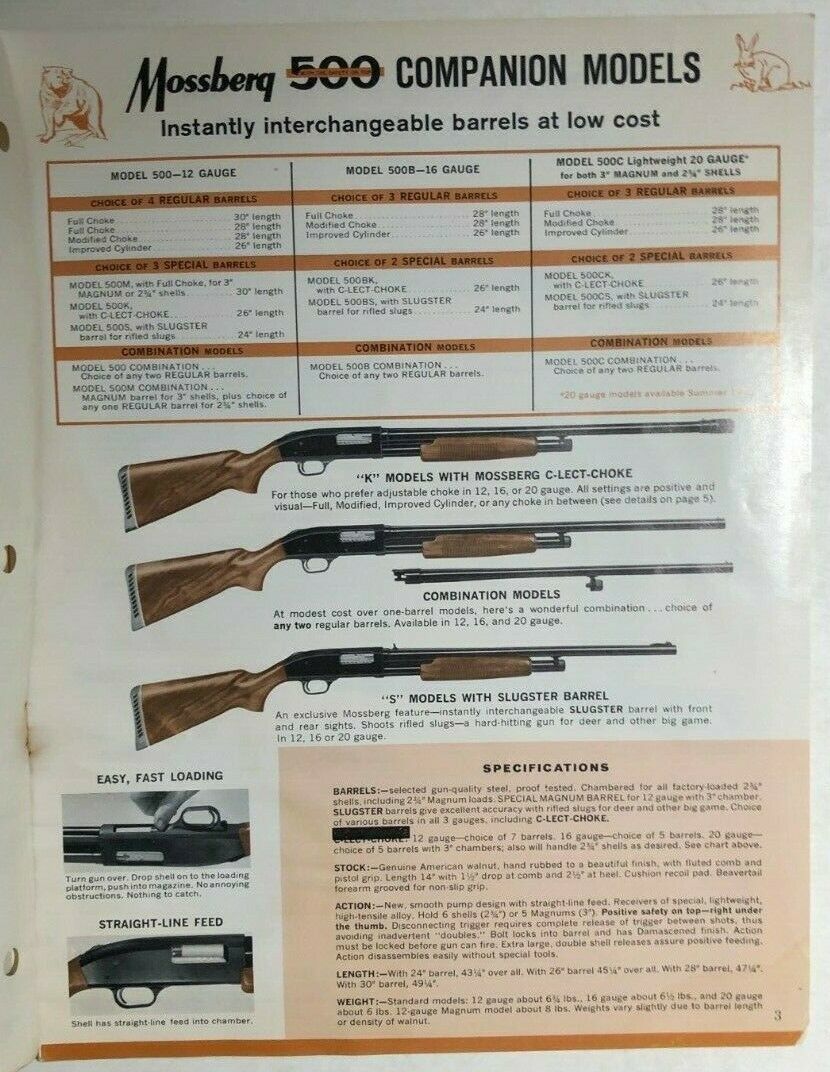 Mossberg 500 COMPANION MODELS
Instantly interchangeable barrels at low cost
MODEL 500—12 GAUGE
CHOICE OF 4 REGULAR BARRELS
Full Choke 30" length
Full Choke 28" length
Modified Choke 28" length
Improved Cylinder 26" length
CHOICE OF 3 SPECIAL BARRELS
MODEL 500M, with Full Choke, for 3"
MAGNUM or 2¾" shells 30" length
MODEL 500K,
with C-LECT-CHOKE 26" length
MODEL 500S, with SLUGSTER
barrel for rifled slugs 24" length
COMBINATION MODELS
MODEL 500 COMBINATION...
Choice of any two REGULAR barrels.
MODEL 500M COMBINATION...
MAGNUM barrel for 3" shells, plus choice of
any one REGULAR barrel for 2¾" shells.
MODEL 500B—16 GAUGE
CHOICE OF 3 REGULAR BARRELS
Full Choke 28" length
Modified Choke 28" length
Improved Cylinder 26" length
CHOICE OF 2 SPECIAL BARRELS
MODEL 500BK,
with C-LECT-CHOKE 26" length
MODEL 500BS, with SLUGSTER
barrel for rifled slugs 24" length
COMBINATION MODELS
MODEL 500B COMBINATION...
Choice of any two REGULAR barrels.
MODEL 500C Lightweight 20 GAUGE*
for both 3" MAGNUM and 2¾" SHELLS
CHOICE OF 3 REGULAR BARRELS
Full Choke 28" length
Modified Choke 28" length
Improved Cylinder 26" length
CHOICE OF 2 SPECIAL BARRELS
MODEL 500CK,
with C-LECT-CHOKE 26" length
MODEL 500CS, with SLUGSTER
barrel for rifled slugs 24" length
COMBINATION MODELS
MODEL 500C COMBINATION...
Choice of any two REGULAR barrels.
*20 gauge models available Summer
"K" MODELS WITH MOSSBERG C-LECT-CHOKE
For those who prefer adjustable choke in 12, 16, or 20 gauge. All settings are positive and
visual—Full, Modified, Improved Cylinder, or any choke in between (see details on page 5).
COMBINATION MODELS
At modest cost over one-barrel models, here's a wonderful combination...choice of
any two regular barrels. Available in 12, 16, and 20 gauge.
"S" MODELS WITH SLUGSTER BARREL
An exclusive Mossberg feature—instantly interchangeable SLUGSTER barrel with front
and rear sights. Shoots rifled slugs—a hard-hitting gun for deer and other big game.
In 12, 16 or 20 gauge.
EASY, FAST LOADING
Turn gun over. Drop shell on to the loading
platform, push into magazine. No annoying
obstructions. Nothing to catch.
STRAIGHT-LINE FEED
Shell has straight-line feed into chamber.
SPECIFICATIONS
BARRELS:—selected gun-quality steel, proof tested. Chambered for all factory-loaded 2¾"
shells, including 2¾" Magnum loads. SPECIAL MAGNUM BARREL for 12 gauge with 3" chamber.
SLUGSTER barrels give excellent accuracy with rifled slugs for deer and other big game. Choice
of various barrels in all 3 gauges, including C-LECT-CHOKE.
C-LECT-CHOKE. 12 gauge—choice of 7 barrels. 16 gauge—choice of 5 barrels. 20 gauge—
choice of 5 barrels with 3" chambers; also will handle 2¾" shells as desired. See chart above.
STOCK:—Genuine American walnut, hand rubbed to a beautiful finish, with fluted comb and
pistol grip. Length 14" with 1½" drop at comb and 2½" at heel. Cushion recoil pad. Beavertail
forearm grooved for non-slip grip.
ACTION:—New, smooth pump design with straight-line feed. Receivers of special, lightweight,
high-tensile alloy. Hold 6 shells (2¾") or 5 Magnums (3"). Positive safety on top—right under
the thumb. Disconnecting trigger requires complete release of trigger between shots, thus
avoiding inadvertent "doubles." Bolt locks into barrel and has Damascened finish. Action
must be locked before gun can fire. Extra large, double shell releases assure positive feeding.
Action disassembles easily without special tools.
LENGTH:—With 24" barrel, 43¼" over all. With 26" barrel 45¼" over all. With 28" barrel, 47¼".
With 30" barrel, 49¼".
WEIGHT:—Standard models: 12 gauge about 6¾ lbs., 16 gauge about 6½ lbs., and 20 gauge
about 6 lbs. 12-gauge Magnum model about 8 lbs. Weights vary slightly due to barrel length
or density of walnut.
3